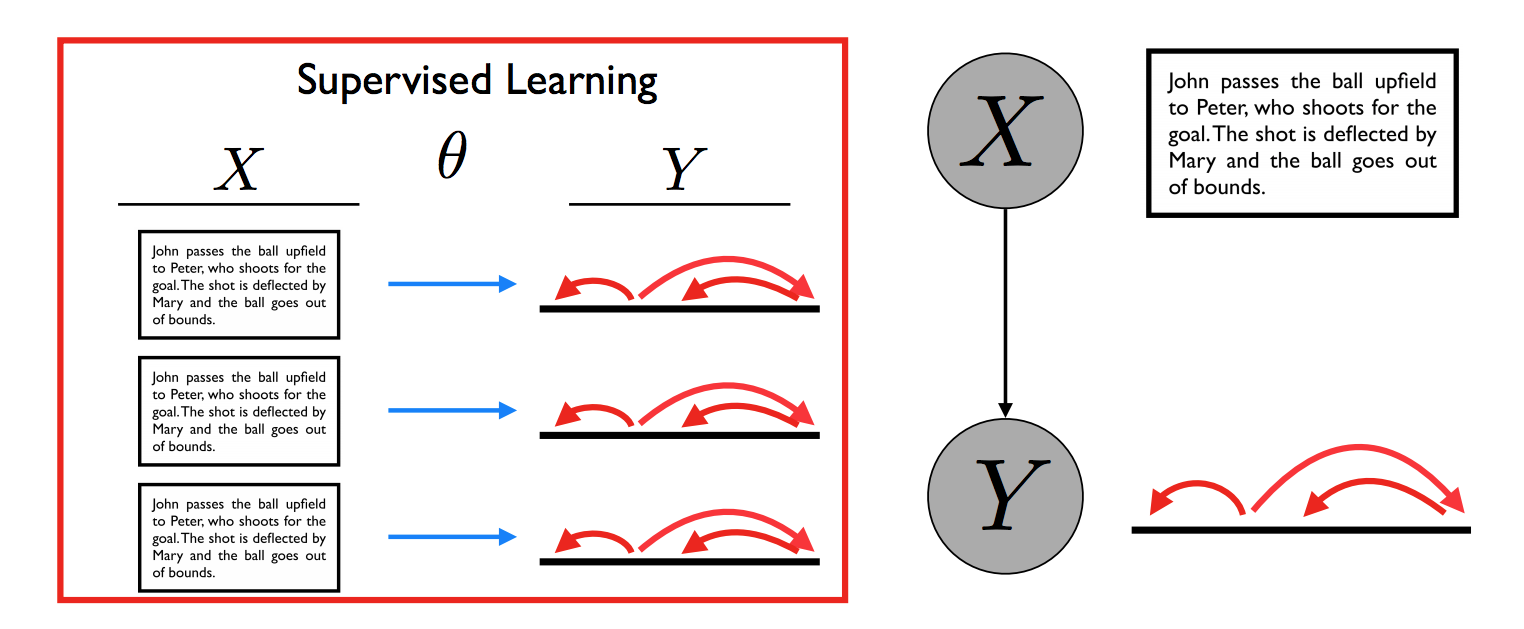 Supervised Learning
X
θ
Y
John passes the ball upfield
to Peter, who shoots for the
goal. The shot is deflected by
Mary and the ball goes out
of bounds.
John passes the ball upfield
to Peter, who shoots for the
goal. The shot is deflected by
Mary and the ball goes out
of bounds.
John passes the ball upfield
to Peter, who shoots for the
goal. The shot is deflected by
Mary and the ball goes out
of bounds.
X
John passes the ball upfield
to Peter, who shoots for the
goal. The shot is deflected by
Mary and the ball goes out
of bounds.
Y